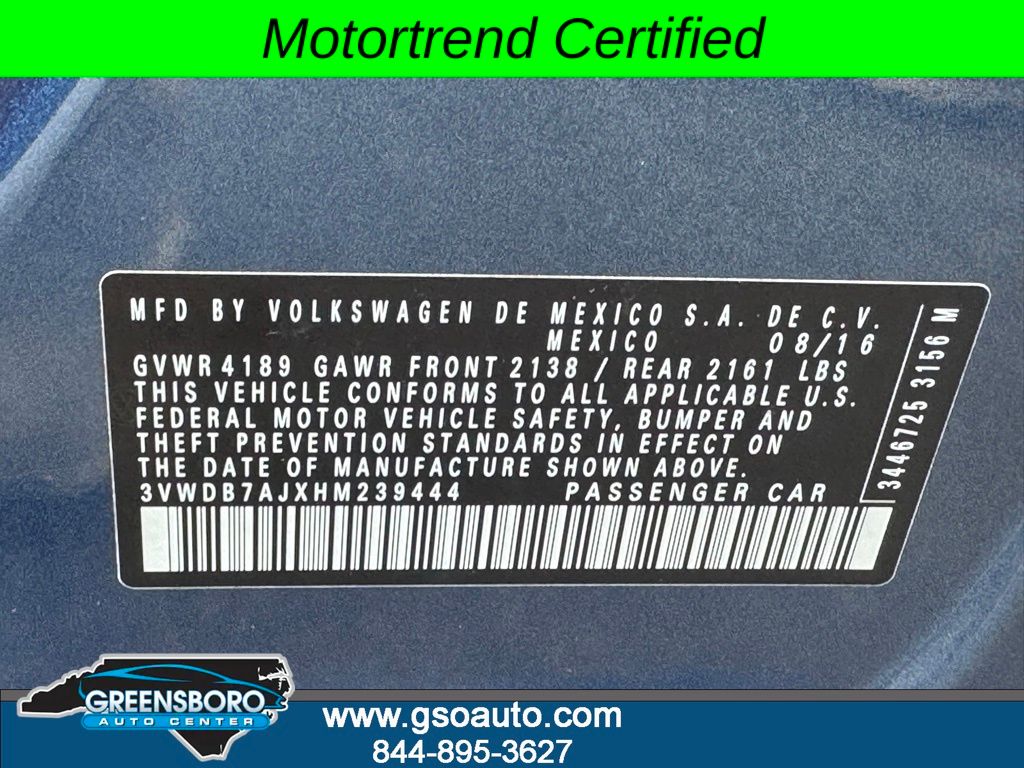 Motortrend Certified
MFD BY VOLKSWAGEN DE MEXICO S.A. DE C.V.
MEXICO 08/16
GVWR 4189 GAWR FRONT 2138 / REAR 2161 LBS
THIS VEHICLE CONFORMS TO ALL APPLICABLE U.S.
FEDERAL MOTOR VEHICLE SAFETY, BUMPER AND
THEFT PREVENTION STANDARDS IN EFFECT ON
THE DATE OF MANUFACTURE SHOWN ABOVE.
3VWDB7AJXHM239444 PASSENGER CAR
3446725 3156 M
GREENSBORO
AUTO CENTER
www.gsoauto.com
844-895-3627